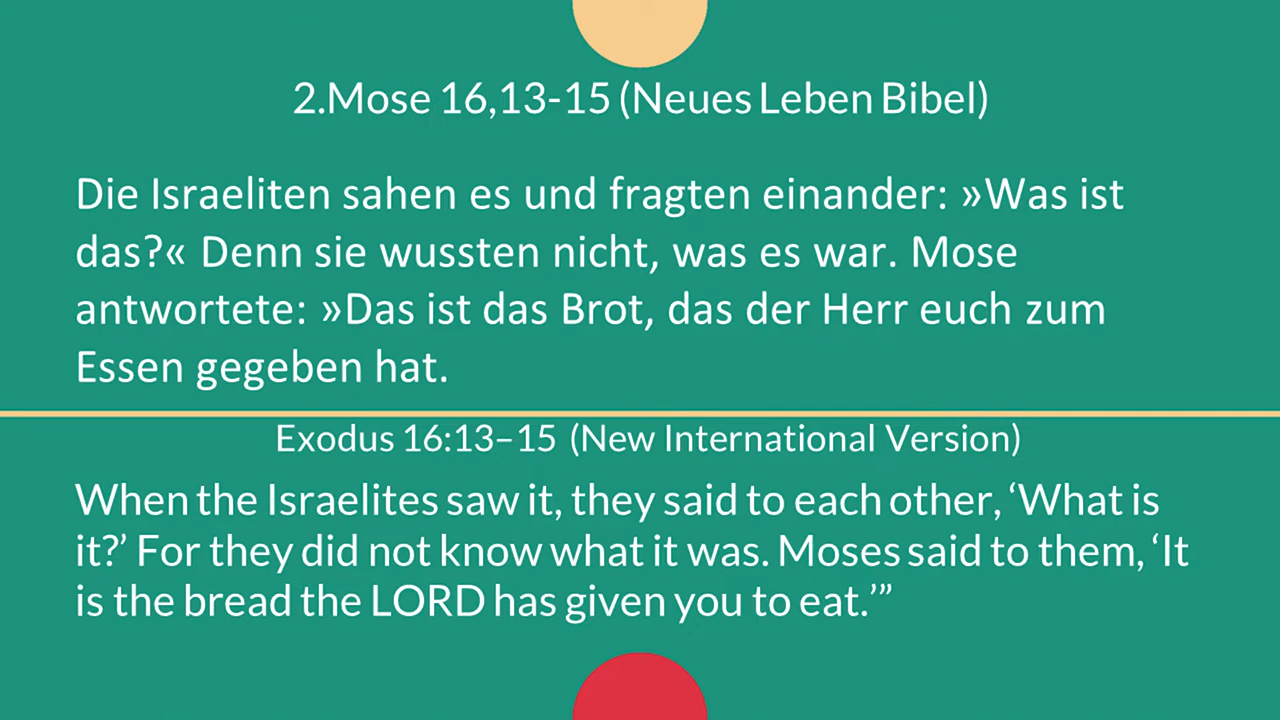 2.Mose 16,13-15 (Neues Leben Bibel)
Die Israeliten sahen es und fragten einander: »Was ist
das?« Denn sie wussten nicht, was es war. Mose
antwortete: »Das ist das Brot, das der Herr euch zum
Essen gegeben hat.
Exodus 16:13–15 (New International Version)
When the Israelites saw it, they said to each other, ‘What is
it?’ For they did not know what it was. Moses said to them, ‘It
is the bread the LORD has given you to eat.’”